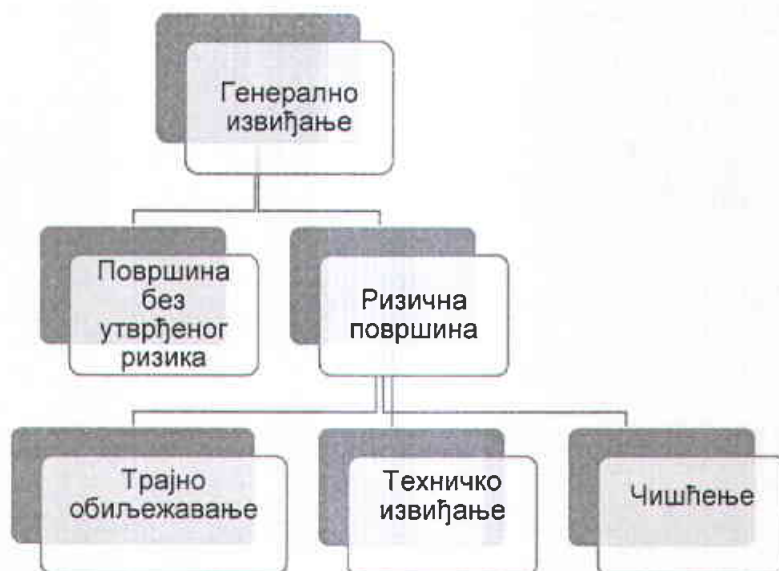 Генерално
извиђање
Површина
без
утврђеног
ризика
Ризична
површина
Трајно
обиљежавање
Техничко
извиђање
Чишћење